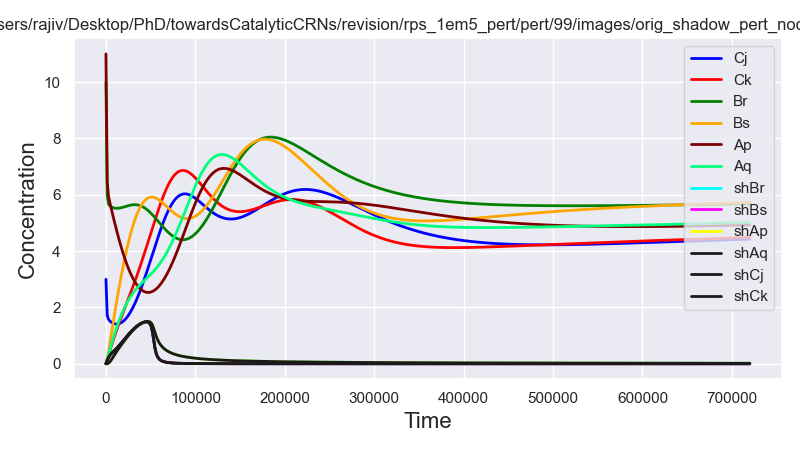 sers/rajiv/Desktop/PhD/towardsCatalyticCRNs/revision/rps_1em5_pert/pert/99/images/orig_shadow_pert_noc
Concentration
10
8
6
4
2
0
0
100000
200000
300000
400000
500000
600000
700000
Time
Cj
Ck
Br
Bs
Ap
Aq
shBr
shBs
shAp
shAq
shCj
shCk